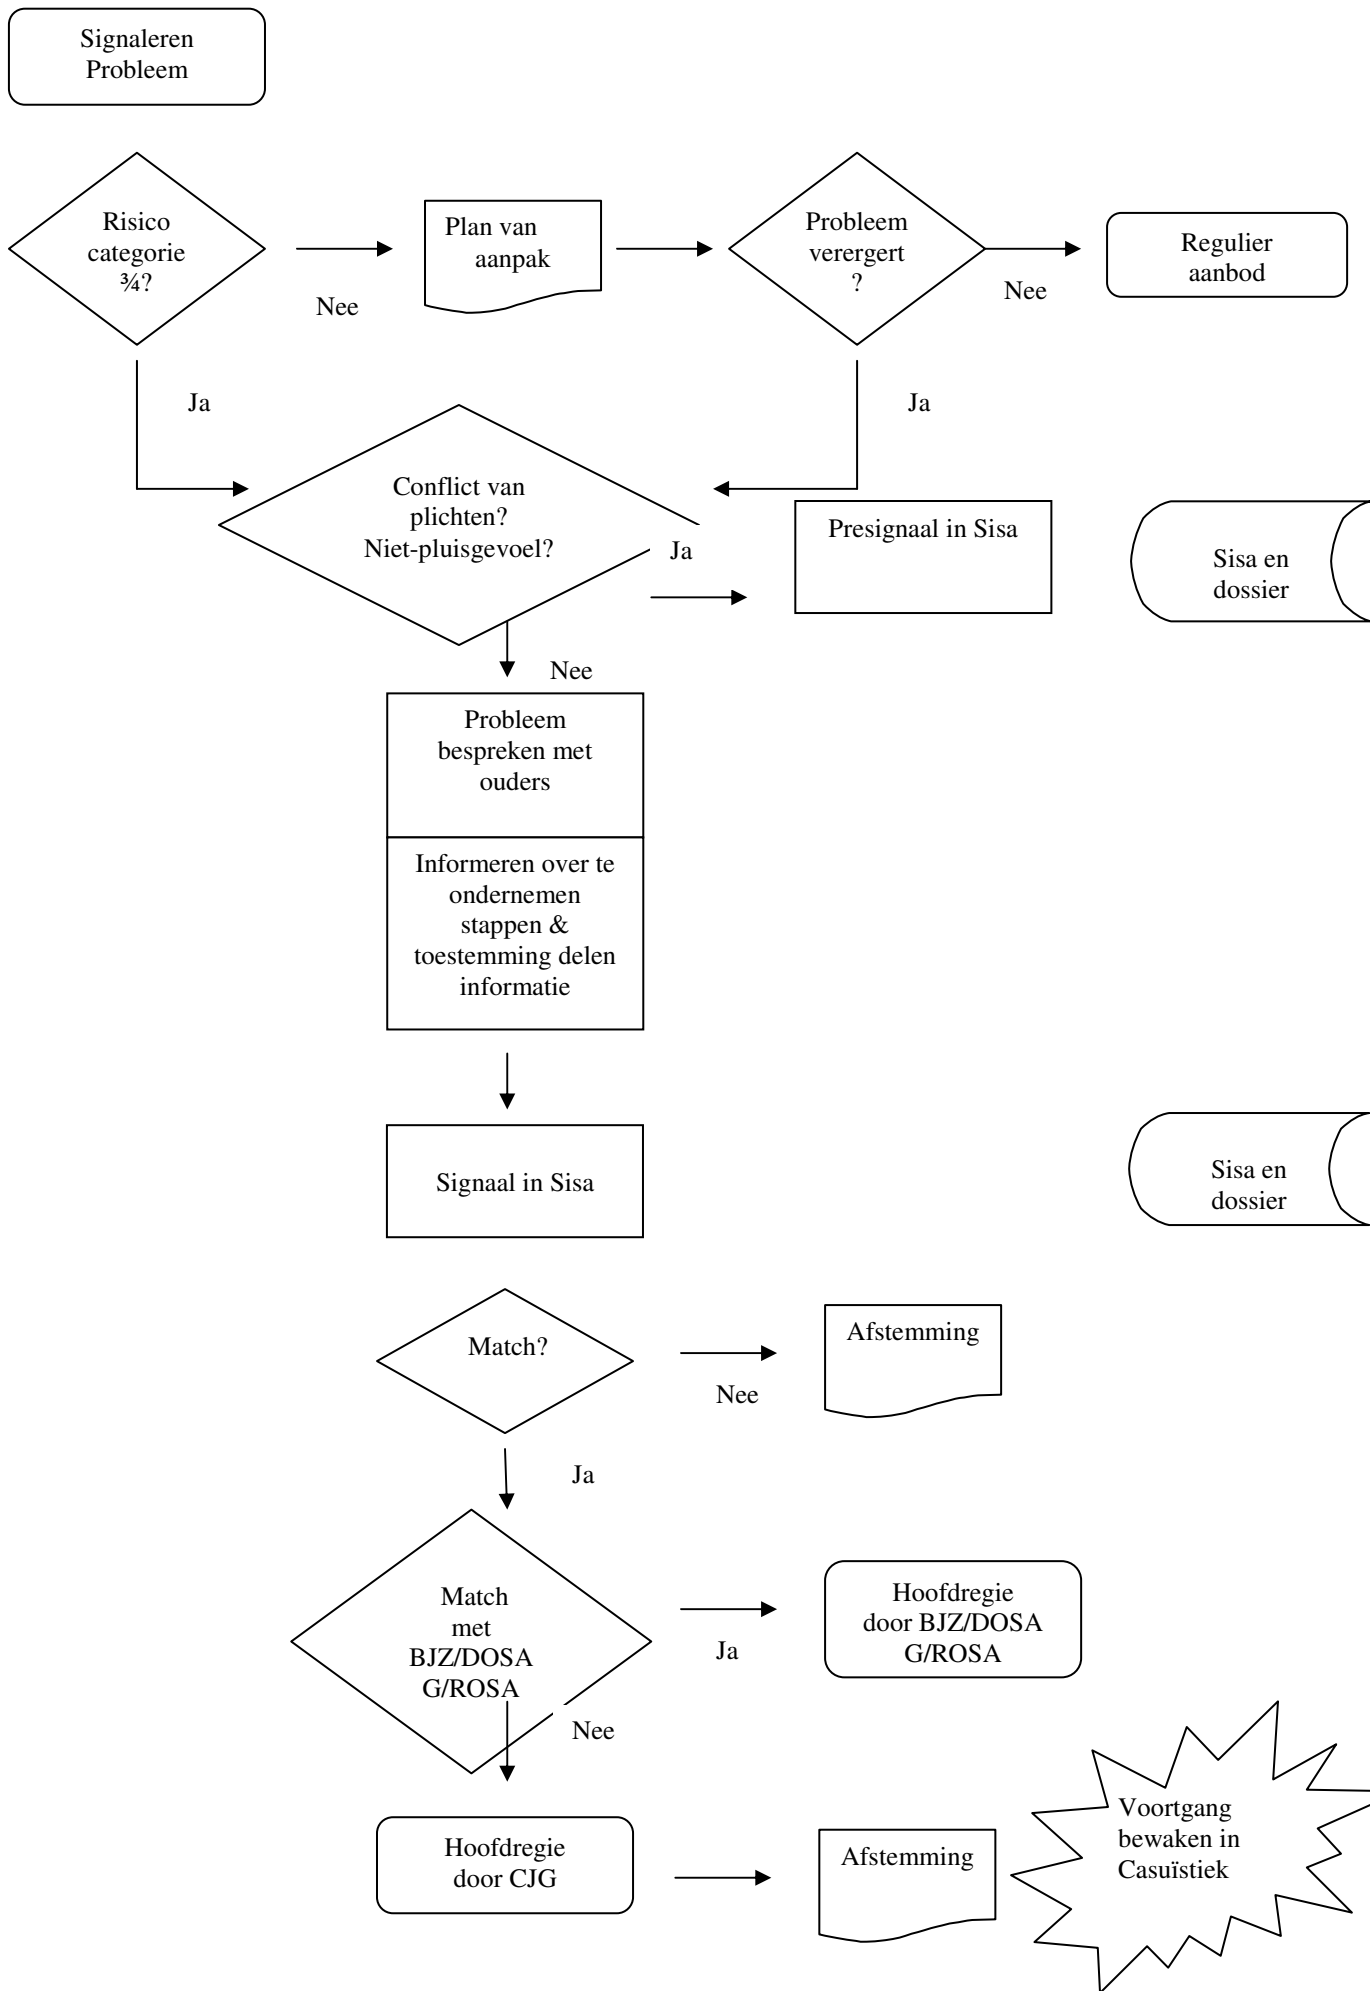 Signaleren
Probleem
Risico
categorie
¾?
Nee
Plan van
aanpak
Probleem
verergert
?
Nee
Regulier
aanbod
Ja
Ja
Conflict van
plichten?
Niet-pluisgevoel?
Ja
Presignaal in Sisa
Sisa en
dossier
Nee
Probleem
bespreken met
ouders
Informeren over te
ondernemen
stappen &
toestemming delen
informatie
Signaal in Sisa
Sisa en
dossier
Match?
Nee
Afstemming
Ja
Match
met
BJZ/DOSA
G/ROSA
Ja
Hoofdregie
door BJZ/DOSA
G/ROSA
Nee
Hoofdregie
door CJG
Afstemming
Voortgang
bewaken in
Casuïstiek